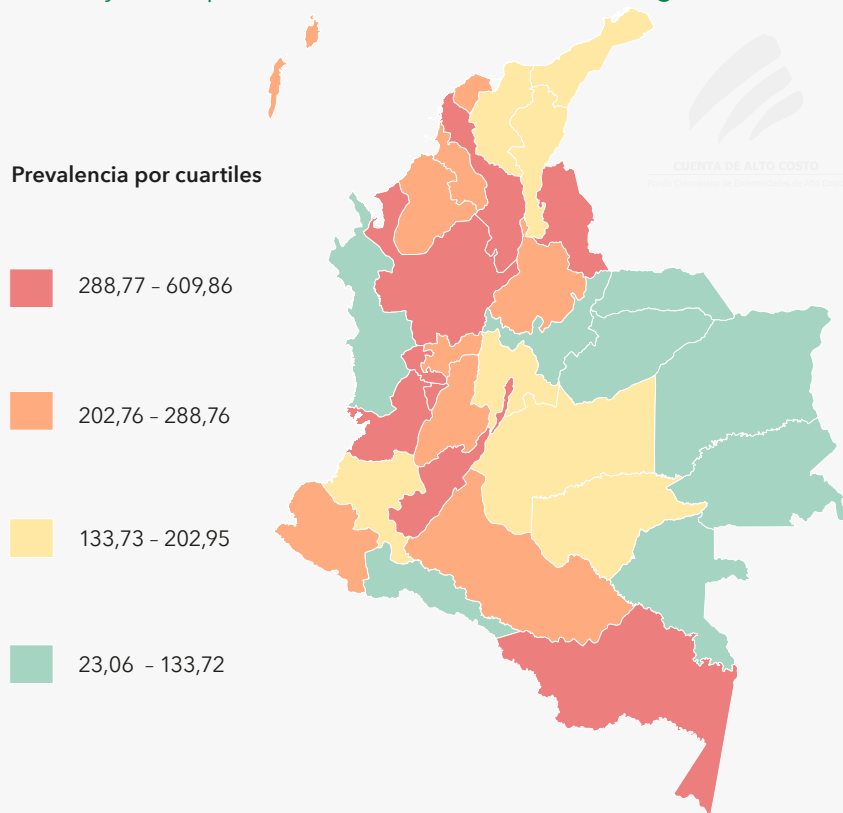 CUENTA DE ALTO COSTO
Prevalencia por cuartiles
288,77 – 609,86
202,76 – 288,76
133,73 – 202,95
23,06 – 133,72